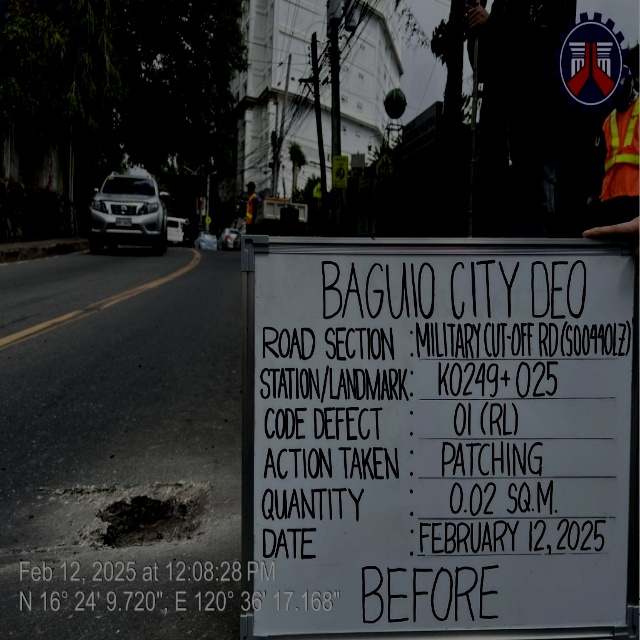 BAGUIO CITY DEO
ROAD SECTION : MILITARY CUT-OFF RD (S00440LZ)
STATION/LANDMARK: K0249+025
CODE DEFECT : 01 (RL)
ACTION TAKEN : PATCHING
QUANTITY : 0.02 SQ.M.
DATE : FEBRUARY 12, 2025
BEFORE
Feb 12, 2025 at 12:08:28 PM
N 16° 24' 9.720", E 120° 36' 17.168"